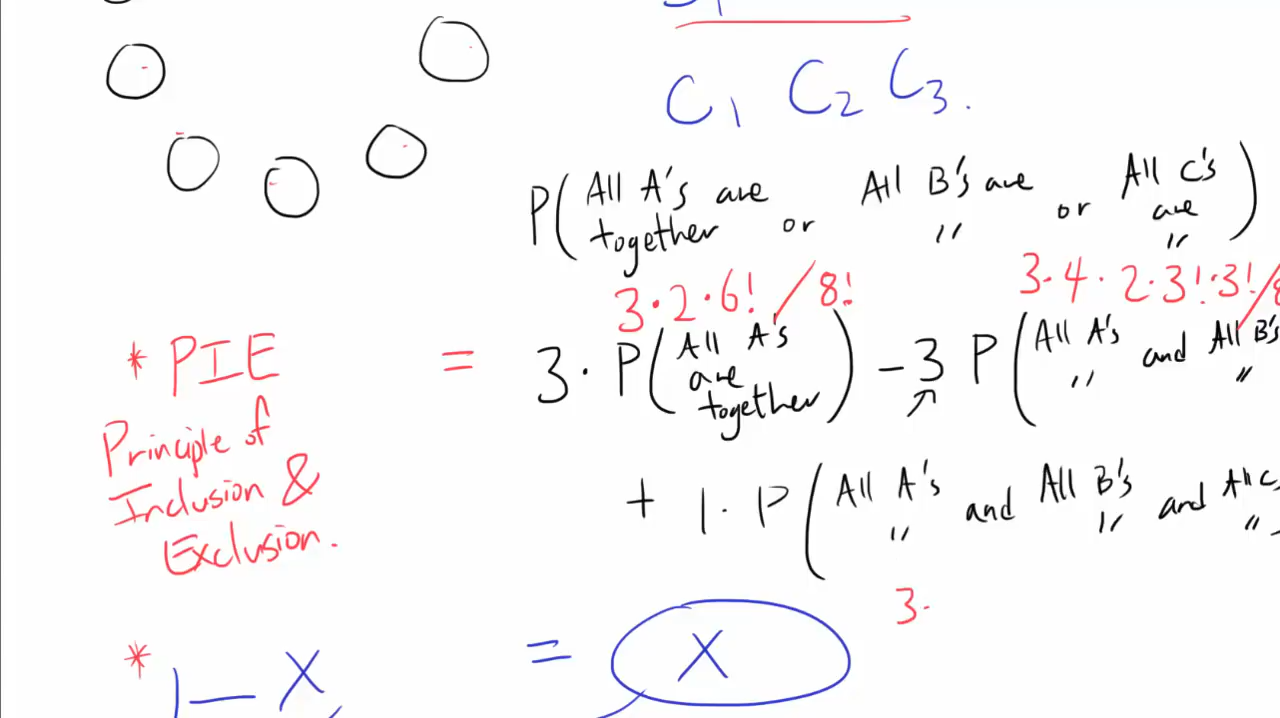 C1 C2 C3.
P( All A's are together or All B's are " or All C's are " )
3·2·6! / 8!
3·4·2·3!·3! / 8
* PIE = 3·P( All A's are together ) - 3 P( All A's " and All B's "
Principle of
Inclusion &
Exclusion.
+ 1·P( All A's " and All B's " and All C "
3·
* 1 - X = X